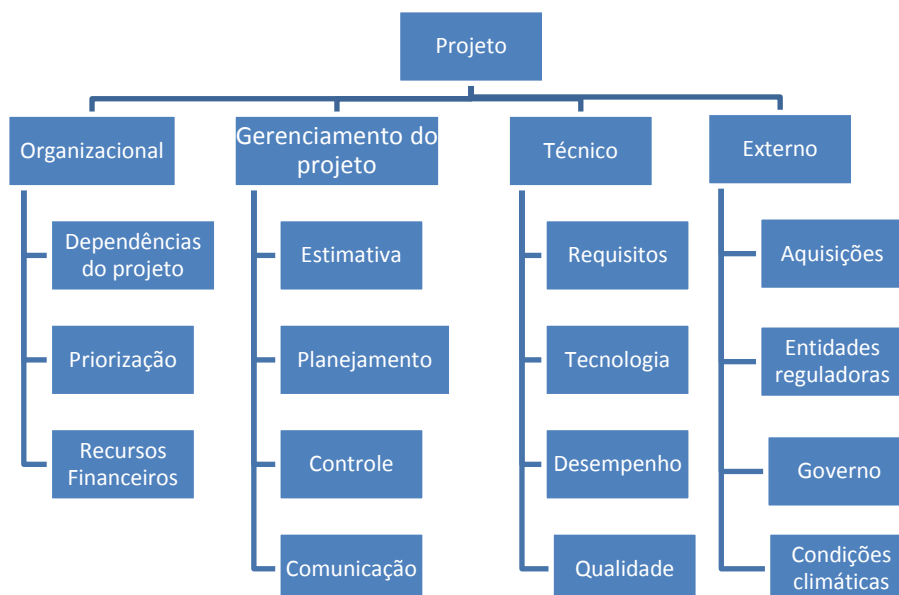 Projeto
Organizacional
Gerenciamento do
projeto
Técnico
Externo
Dependências
do projeto
Priorização
Recursos
Financeiros
Estimativa
Planejamento
Controle
Comunicação
Requisitos
Tecnologia
Desempenho
Qualidade
Aquisições
Entidades
reguladoras
Governo
Condições
climáticas